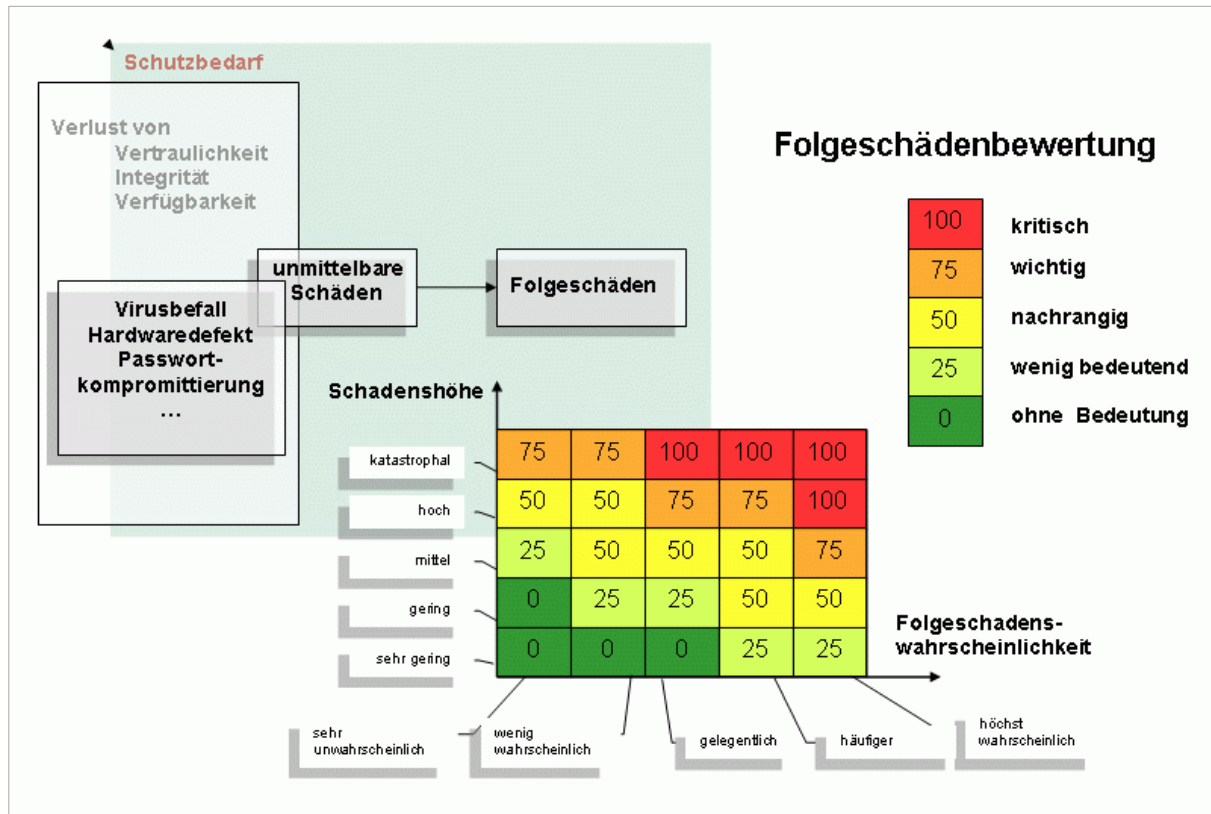 Schutzbedarf
Verlust von
Vertraulichkeit
Integrität
Verfügbarkeit
Folgeschädenbewertung
100 kritisch
75 wichtig
50 nachrangig
25 wenig bedeutend
0 ohne Bedeutung
unmittelbare
Schäden
Folgeschäden
Virusbefall
Hardwaredefekt
Passwort-
kompromittierung
...
Schadenshöhe
katastrophal 75 75 100 100 100
hoch 50 50 75 75 100
mittel 25 50 50 50 75
gering 0 25 25 50 50
sehr gering 0 0 0 25 25
Folgeschadens-
wahrscheinlichkeit
sehr
unwahrscheinlich
wenig
wahrscheinlich
gelegentlich
häufiger
höchst
wahrscheinlich